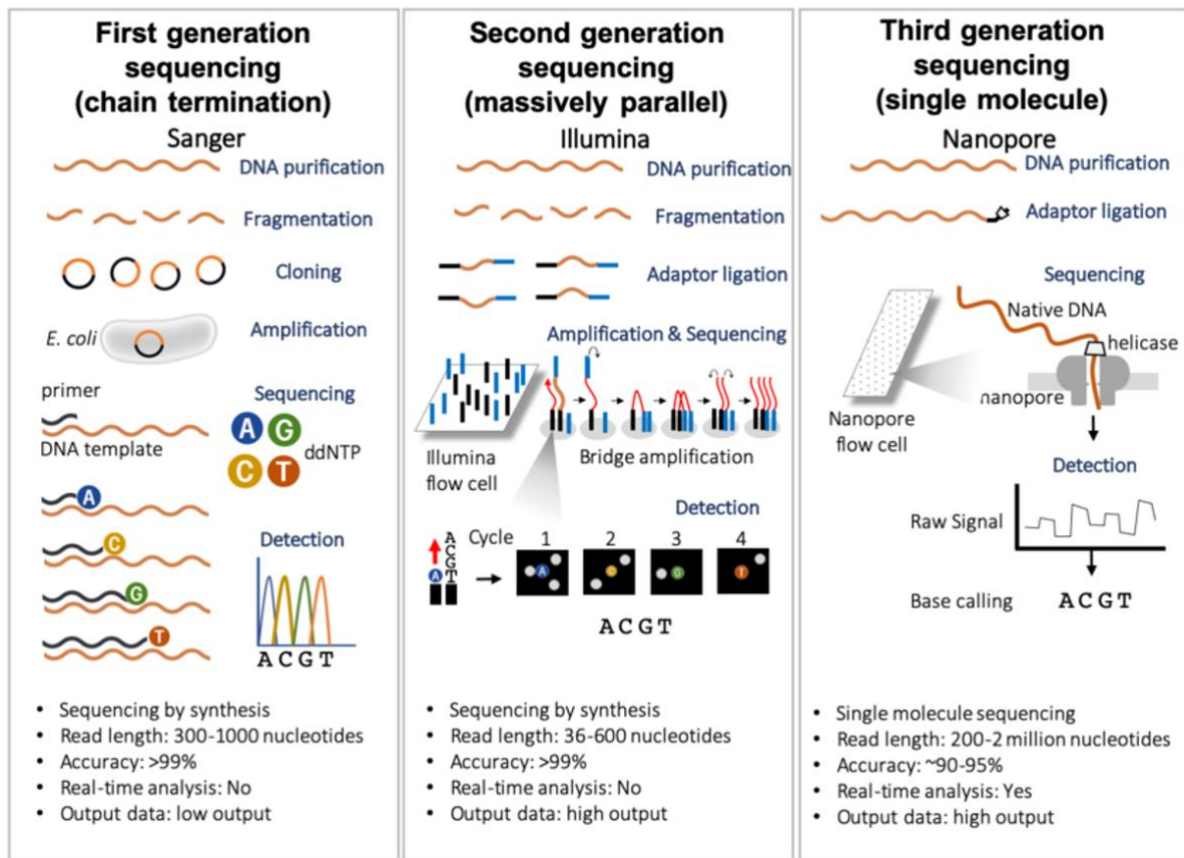 First generation
sequencing
(chain termination)
Sanger
DNA purification
Fragmentation
Cloning
E. coli
Amplification
primer
Sequencing
DNA template
A G
C T
ddNTP
A
C
G
T
Detection
A C G T
• Sequencing by synthesis
• Read length: 300-1000 nucleotides
• Accuracy: >99%
• Real-time analysis: No
• Output data: low output
Second generation
sequencing
(massively parallel)
Illumina
DNA purification
Fragmentation
Adaptor ligation
Amplification & Sequencing
Illumina
flow cell
Bridge amplification
Detection
Cycle 1 2 3 4
A
C
G
T
A
A C G T
A C G T
• Sequencing by synthesis
• Read length: 36-600 nucleotides
• Accuracy: >99%
• Real-time analysis: No
• Output data: high output
Third generation
sequencing
(single molecule)
Nanopore
DNA purification
Adaptor ligation
Sequencing
Native DNA
helicase
nanopore
Nanopore
flow cell
Detection
Raw Signal
Base calling
A C G T
• Single molecule sequencing
• Read length: 200-2 million nucleotides
• Accuracy: ~90-95%
• Real-time analysis: Yes
• Output data: high output